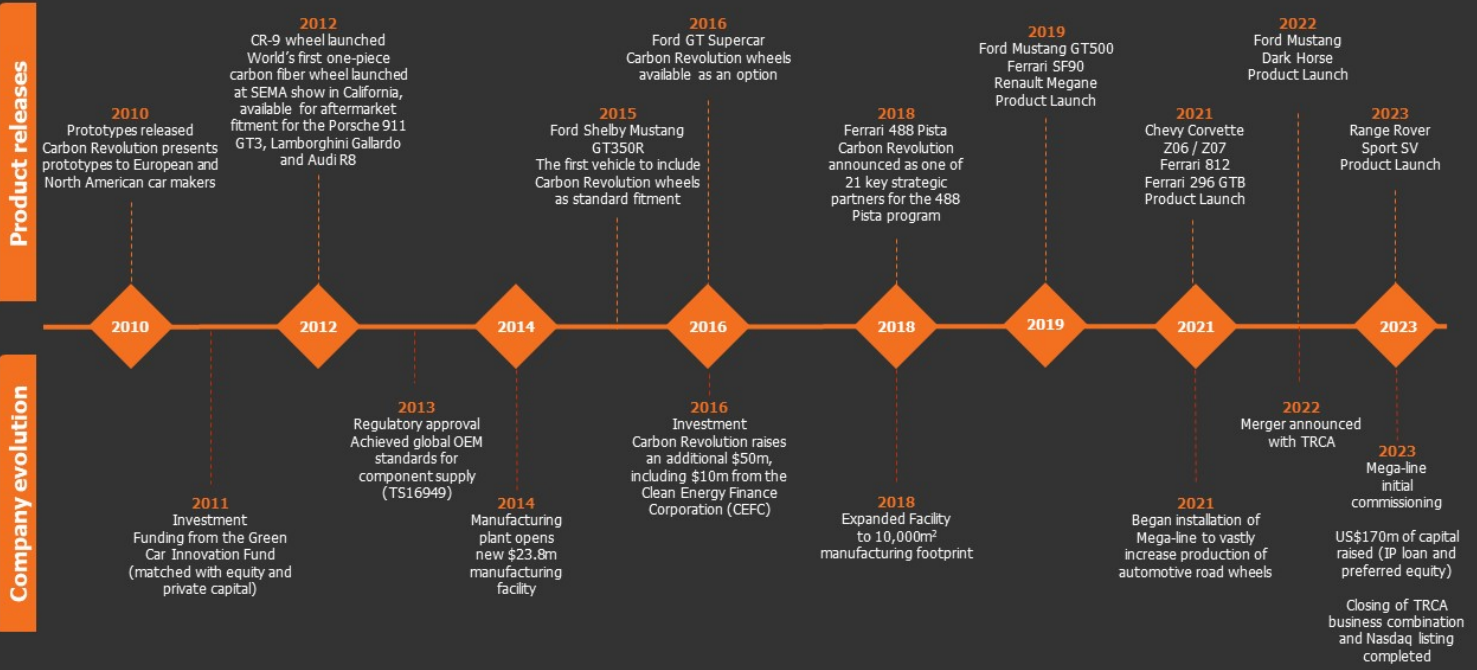 Product releases
2010
Prototypes released
Carbon Revolution presents
prototypes to European and
North American car makers
2012
CR-9 wheel launched
World's first one-piece
carbon fiber wheel launched
at SEMA show in California,
available for aftermarket
fitment for the Porsche 911
GT3, Lamborghini Gallardo
and Audi R8
2015
Ford Shelby Mustang
GT350R
The first vehicle to include
Carbon Revolution wheels
as standard fitment
2016
Ford GT Supercar
Carbon Revolution wheels
available as an option
2018
Ferrari 488 Pista
Carbon Revolution
announced as one of
21 key strategic
partners for the 488
Pista program
2019
Ford Mustang GT500
Ferrari SF90
Renault Megane
Product Launch
2021
Chevy Corvette
Z06 / Z07
Ferrari 812
Ferrari 296 GTB
Product Launch
2022
Ford Mustang
Dark Horse
Product Launch
2023
Range Rover
Sport SV
Product Launch
2010
2012
2014
2016
2018
2019
2021
2023
Company evolution
2011
Investment
Funding from the Green
Car Innovation Fund
(matched with equity and
private capital)
2013
Regulatory approval
Achieved global OEM
standards for
component supply
(TS16949)
2014
Manufacturing
plant opens
new $23.8m
manufacturing
facility
2016
Investment
Carbon Revolution raises
an additional $50m,
including $10m from the
Clean Energy Finance
Corporation (CEFC)
2018
Expanded Facility
to 10,000m²
manufacturing footprint
2021
Began installation of
Mega-line to vastly
increase production of
automotive road wheels
2022
Merger announced
with TRCA
2023
Mega-line
initial
commissioning
US$170m of capital
raised (IP loan and
preferred equity)
Closing of TRCA
business combination
and Nasdaq listing
completed